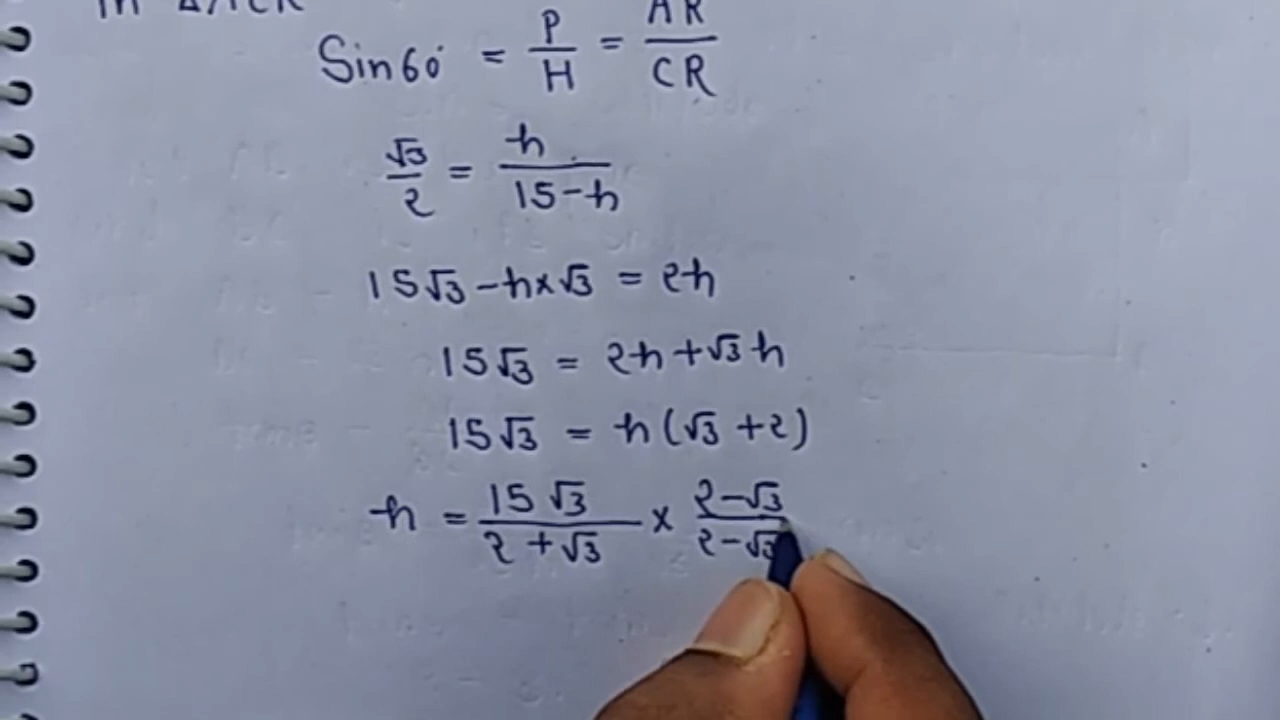 Sin60° = P/H = AR/CR
√3/2 = h/15-h
15√3 - h×√3 = 2h
15√3 = 2h + √3 h
15√3 = h(√3 + 2)
h = 15√3/2+√3 × 2-√3/2-√3